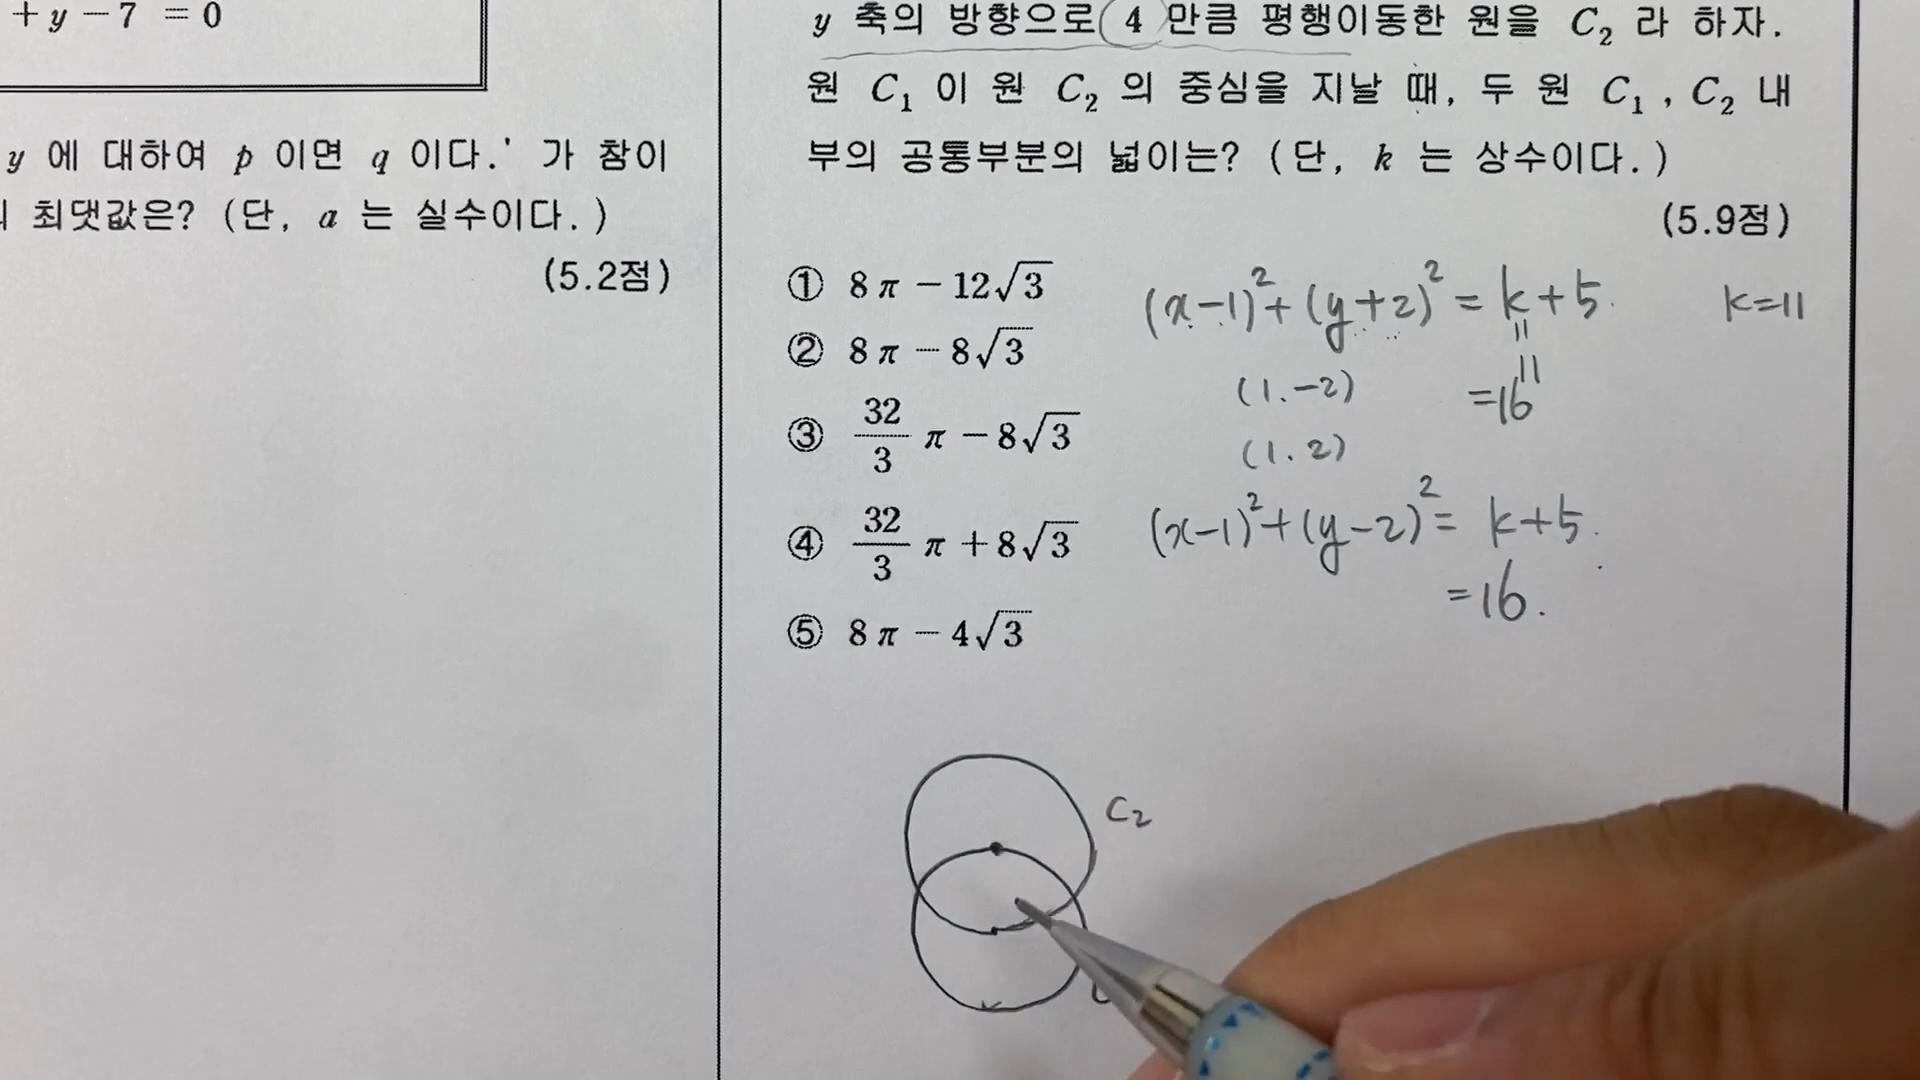 + y − 7 = 0
y 에 대하여 p 이면 q 이다.' 가 참이
최댓값은? (단, a 는 실수이다.)
(5.2점)
y 축의 방향으로 4 만큼 평행이동한 원을 C₂ 라 하자.
원 C₁ 이 원 C₂ 의 중심을 지날 때, 두 원 C₁, C₂ 내
부의 공통부분의 넓이는? (단, k 는 상수이다.)
(5.9점)
① 8π − 12√3
② 8π − 8√3
③ 32/3 π − 8√3
④ 32/3 π + 8√3
⑤ 8π − 4√3
(x−1)²+(y+2)² = k+5.
k=11
11
=16
(1.−2)
(1.2)
(x−1)²+(y−2)² = k+5.
=16.
C₂